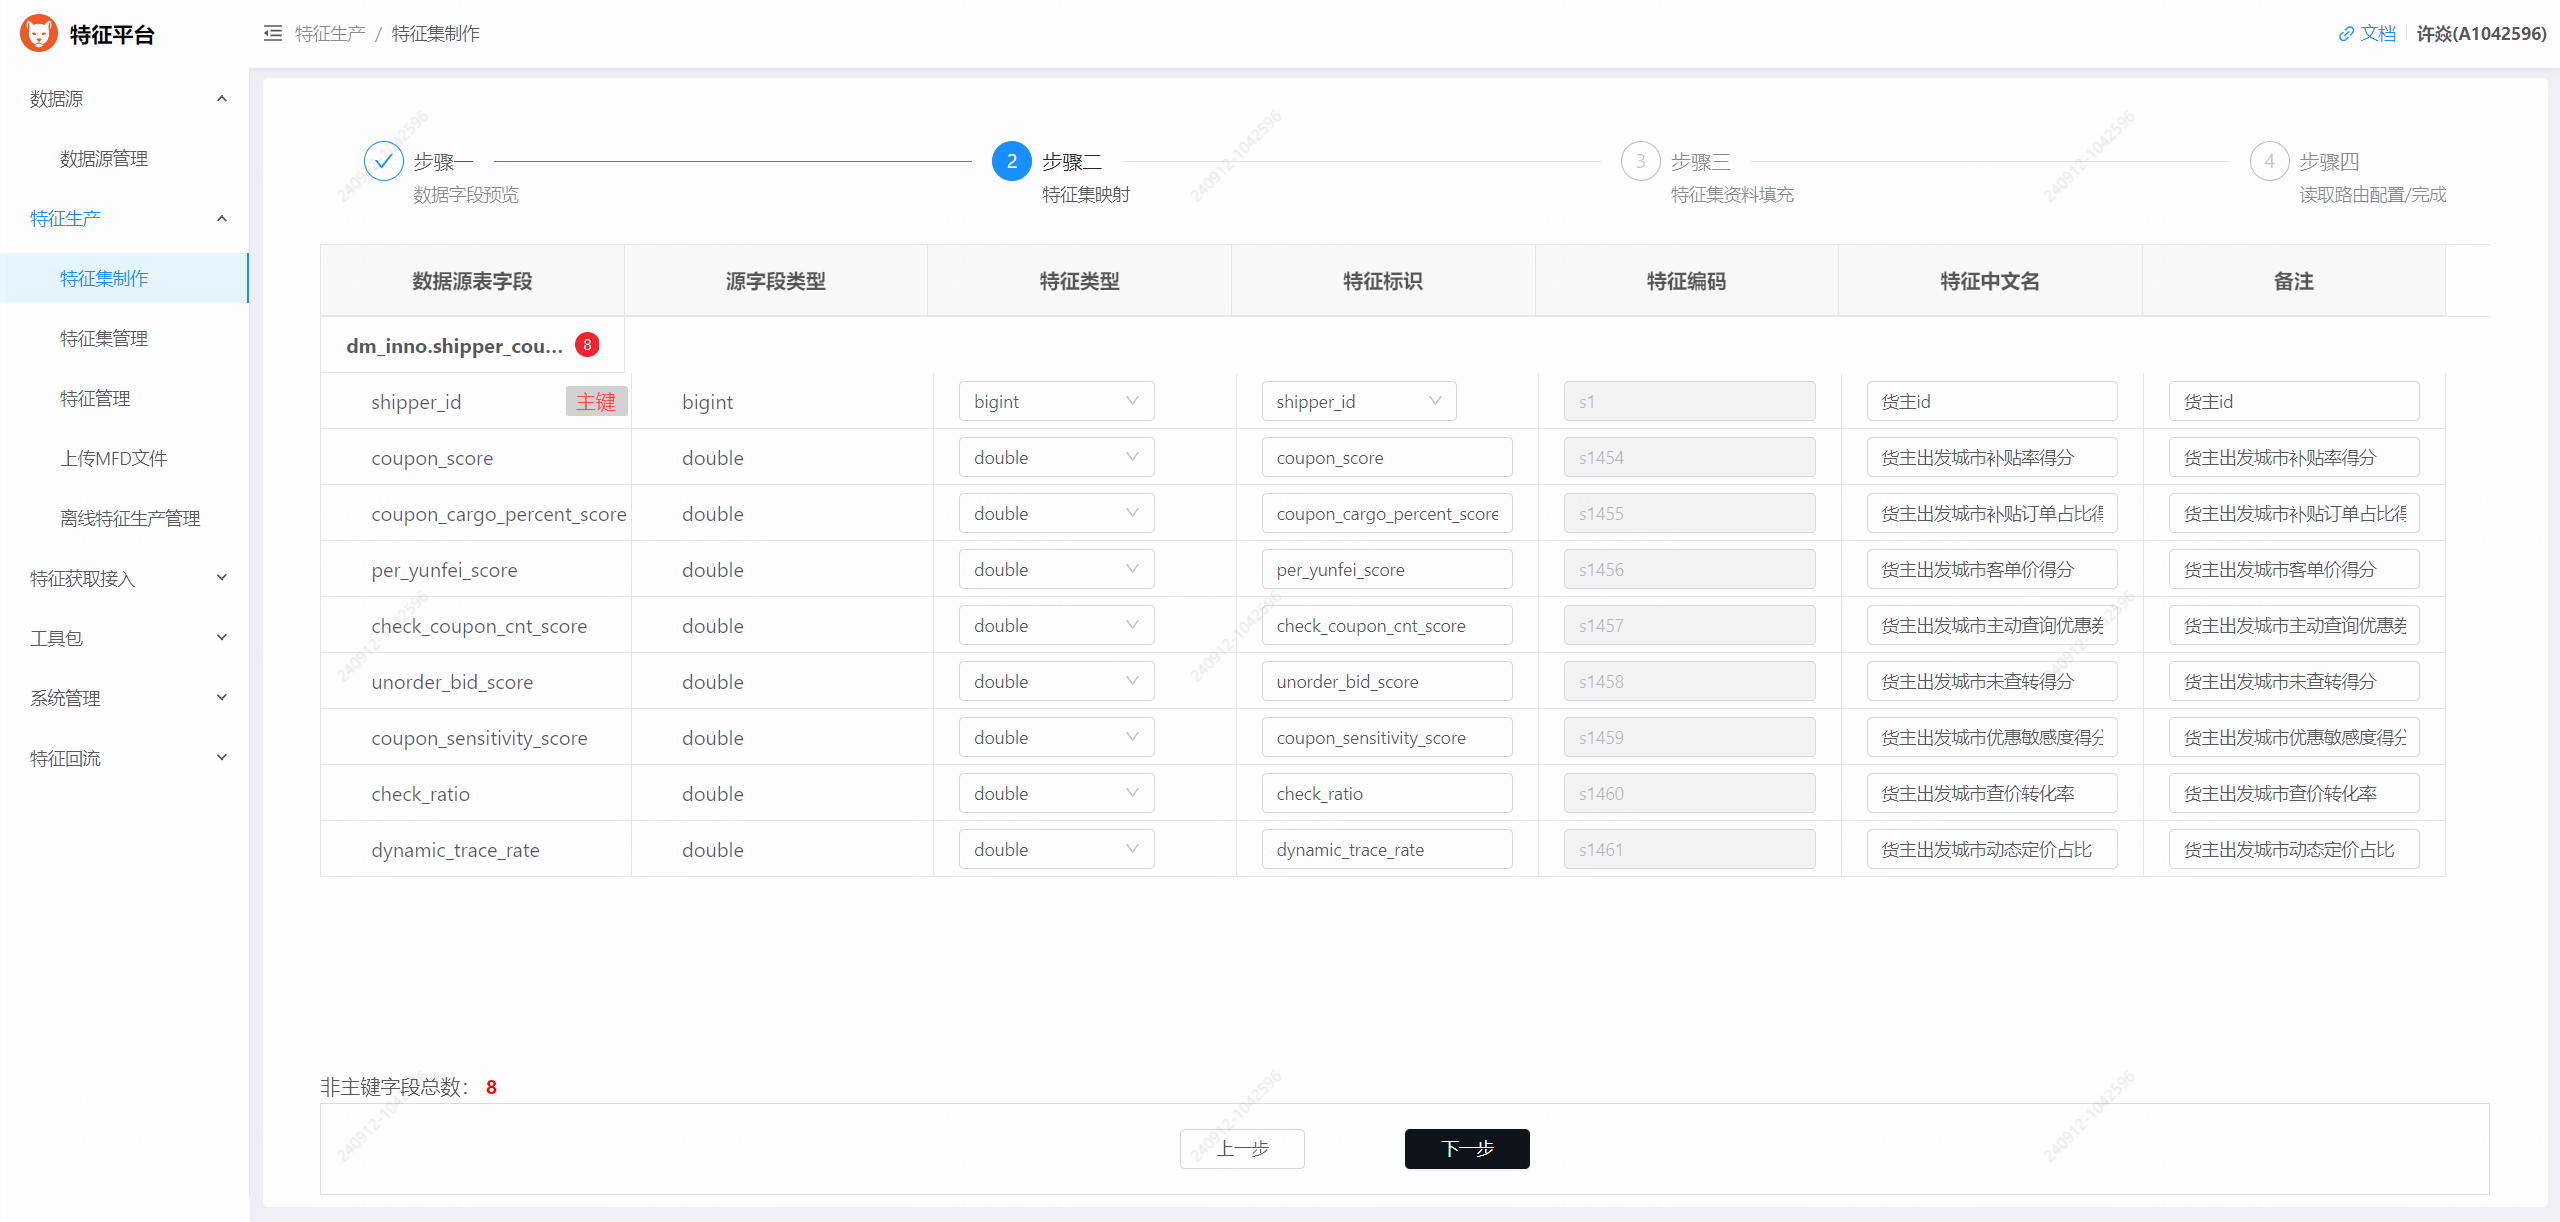 特征平台
特征生产 / 特征集制作
文档 许焱(A1042596)
数据源
数据源管理
特征生产
特征集制作
特征集管理
特征管理
上传MFD文件
离线特征生产管理
特征获取接入
工具包
系统管理
特征回流
步骤一
数据字段预览
2 步骤二
特征集映射
3 步骤三
特征集资料填充
4 步骤四
读取路由配置/完成
数据源表字段 源字段类型 特征类型 特征标识 特征编码 特征中文名 备注
dm_inno.shipper_cou... 8
shipper_id 主键 bigint bigint shipper_id s1 货主id 货主id
coupon_score double double coupon_score s1454 货主出发城市补贴率得分 货主出发城市补贴率得分
coupon_cargo_percent_score double double coupon_cargo_percent_score s1455 货主出发城市补贴订单占比得 货主出发城市补贴订单占比得
per_yunfei_score double double per_yunfei_score s1456 货主出发城市客单价得分 货主出发城市客单价得分
check_coupon_cnt_score double double check_coupon_cnt_score s1457 货主出发城市主动查询优惠券 货主出发城市主动查询优惠券
unorder_bid_score double double unorder_bid_score s1458 货主出发城市未查转得分 货主出发城市未查转得分
coupon_sensitivity_score double double coupon_sensitivity_score s1459 货主出发城市优惠敏感度得分 货主出发城市优惠敏感度得分
check_ratio double double check_ratio s1460 货主出发城市查价转化率 货主出发城市查价转化率
dynamic_trace_rate double double dynamic_trace_rate s1461 货主出发城市动态定价占比 货主出发城市动态定价占比
非主键字段总数： 8
上一步 下一步
240912-1042596
240912-1042596
240912-1042596
240912-1042596
240912-1042596
240912-1042596
240912-1042596
240912-1042596
240912-1042596